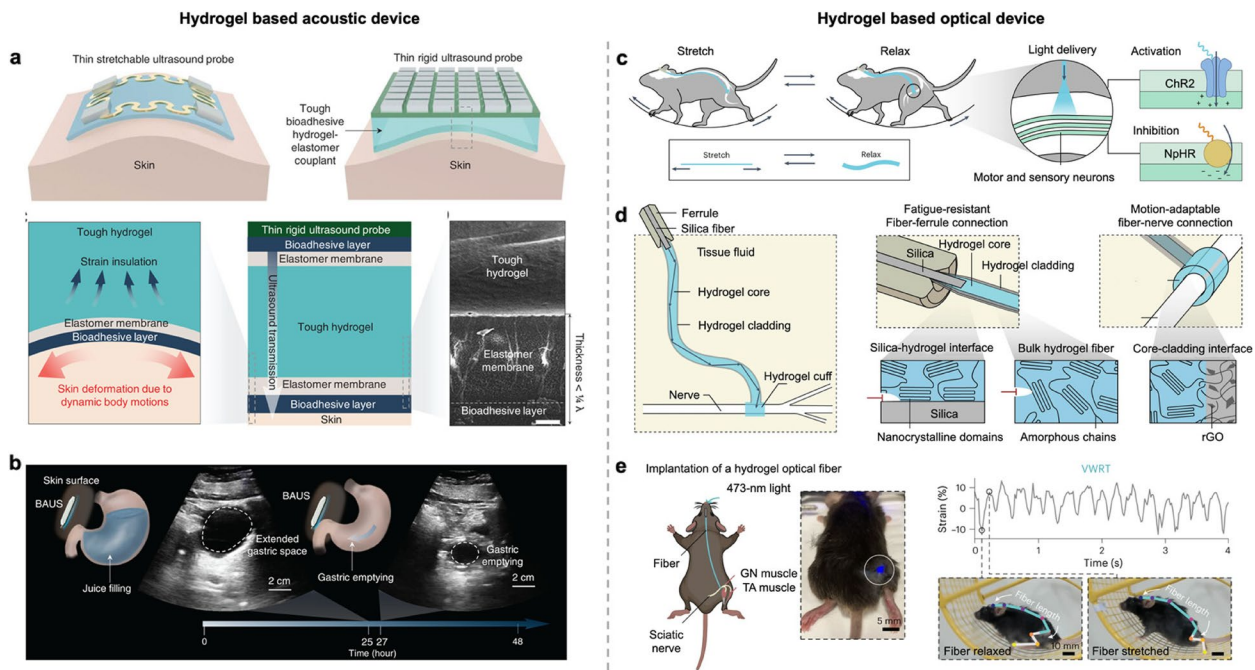 Hydrogel based acoustic device
a
Thin stretchable ultrasound probe
Skin
Thin rigid ultrasound probe
Tough
bioadhesive
hydrogel-
elastomer
couplant
Skin
Tough hydrogel
Strain insulation
Elastomer membrane
Bioadhesive layer
Skin deformation due to
dynamic body motions
Thin rigid ultrasound probe
Bioadhesive layer
Elastomer membrane
Ultrasound transmission
Tough hydrogel
Elastomer membrane
Bioadhesive layer
Skin
Tough
hydrogel
Elastomer
membrane
Bioadhesive layer
Thickness < ¼ λ
b
Skin surface
BAUS
Juice filling
Extended
gastric space
2 cm
BAUS
Gastric emptying
Gastric
emptying
2 cm
0
25
27
48
Time (hour)
Hydrogel based optical device
c
Stretch
Relax
Stretch
Relax
Light delivery
Motor and sensory neurons
Activation
ChR2
Inhibition
NpHR
d
Ferrule
Silica fiber
Tissue fluid
Hydrogel core
Hydrogel cladding
Hydrogel cuff
Nerve
Fatigue-resistant
Fiber-ferrule connection
Hydrogel core
Silica
Hydrogel cladding
Motion-adaptable
fiber-nerve connection
Silica-hydrogel interface
Silica
Nanocrystalline domains
Bulk hydrogel fiber
Amorphous chains
Core-cladding interface
rGO
e
Implantation of a hydrogel optical fiber
473-nm light
Fiber
GN muscle
TA muscle
Sciatic
nerve
5 mm
VWRT
Strain (%)
10
0
−10
0
1
2
3
4
Time (s)
Fiber length
10 mm
Fiber relaxed
Fiber length
Fiber stretched